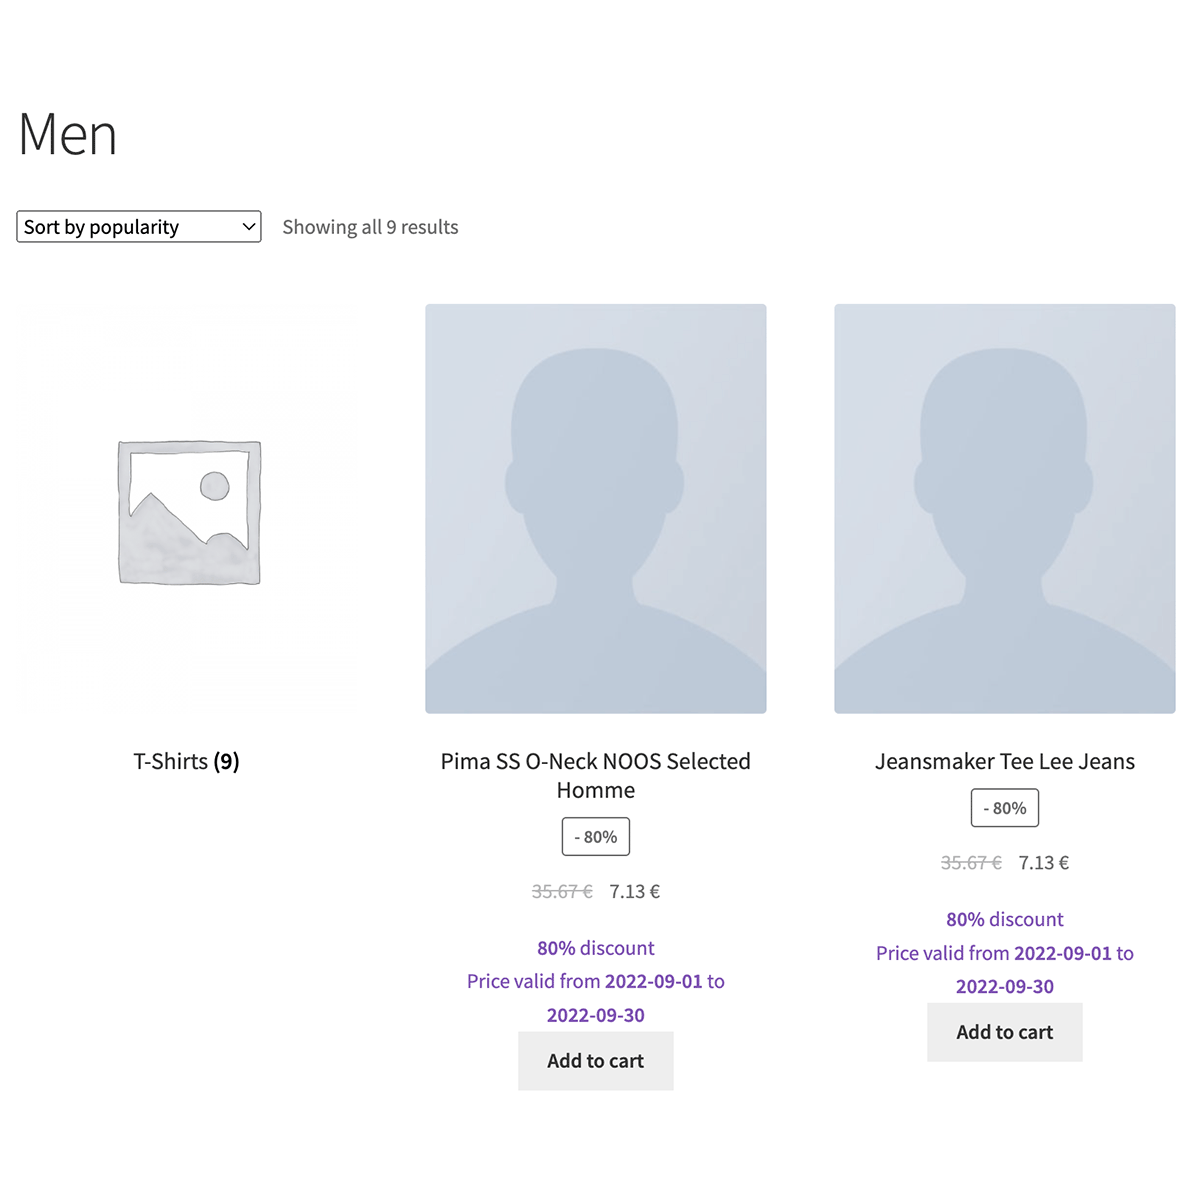 Men
Sort by popularity
Showing all 9 results
T-Shirts (9)
Pima SS O-Neck NOOS Selected
Homme
- 80%
35.67 € 7.13 €
80% discount
Price valid from 2022-09-01 to
2022-09-30
Add to cart
Jeansmaker Tee Lee Jeans
- 80%
35.67 € 7.13 €
80% discount
Price valid from 2022-09-01 to
2022-09-30
Add to cart